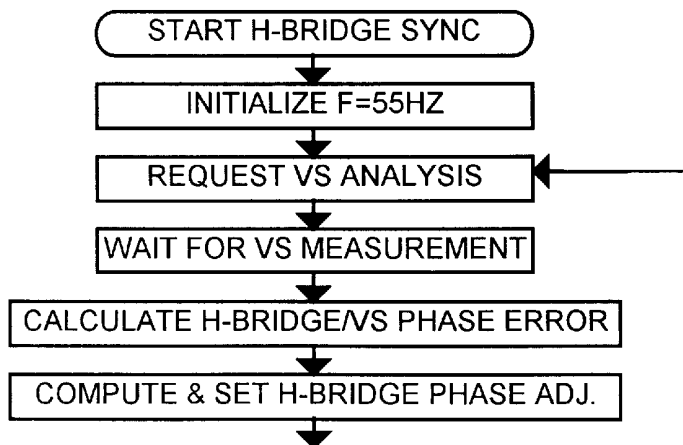 START H-BRIDGE SYNC
INITIALIZE F=55HZ
REQUEST VS ANALYSIS
WAIT FOR VS MEASUREMENT
CALCULATE H-BRIDGE/VS PHASE ERROR
COMPUTE & SET H-BRIDGE PHASE ADJ.